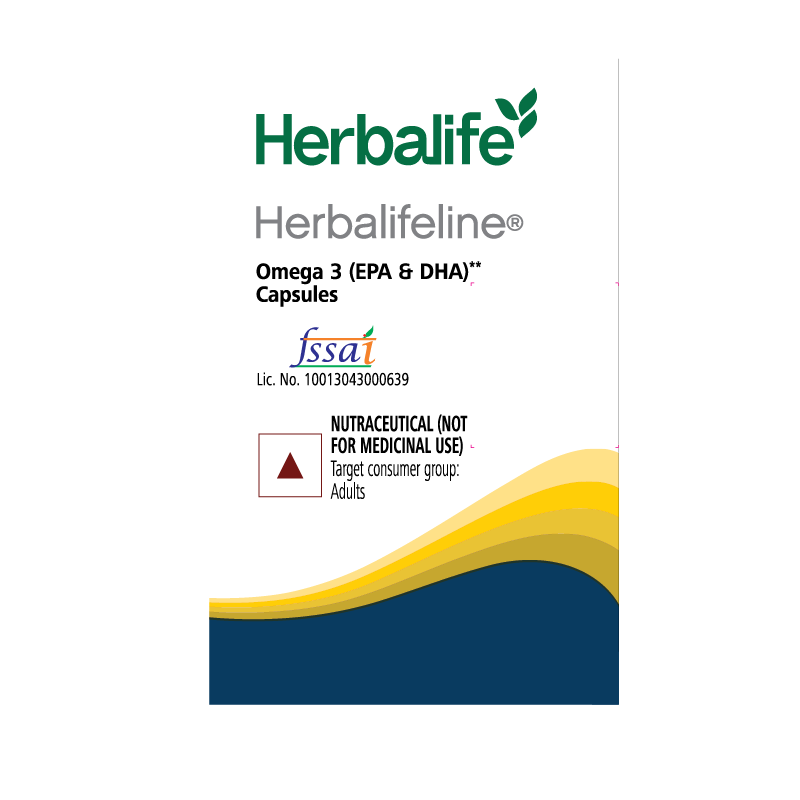 Herbalife
Herbalifeline®
Omega 3 (EPA & DHA)**
Capsules
fssai
Lic. No. 10013043000639
NUTRACEUTICAL (NOT
FOR MEDICINAL USE)
Target consumer group:
Adults